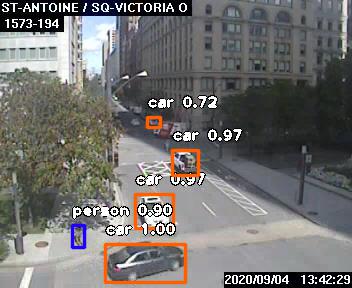 ST-ANTOINE / SQ-VICTORIA O
1573-194
car 0.72
car 0.97
car 0.97
person 0.90
car 1.00
2020/09/04 13:42:29